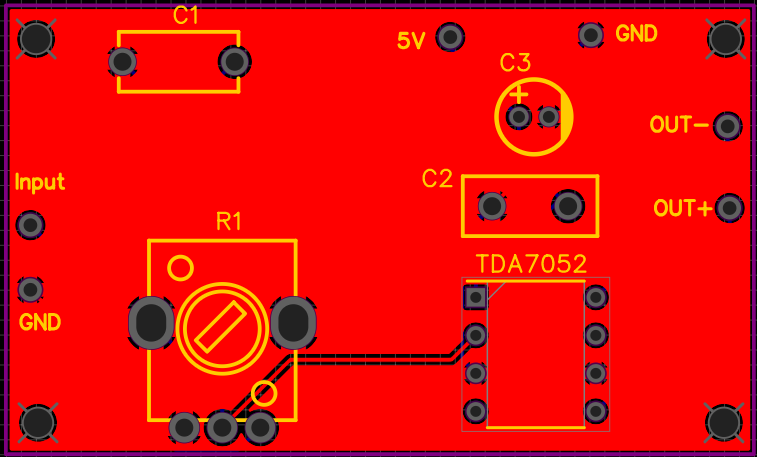 C1
5V
GND
C3
+
OUT-
Input
C2
OUT+
R1
TDA7052
GND